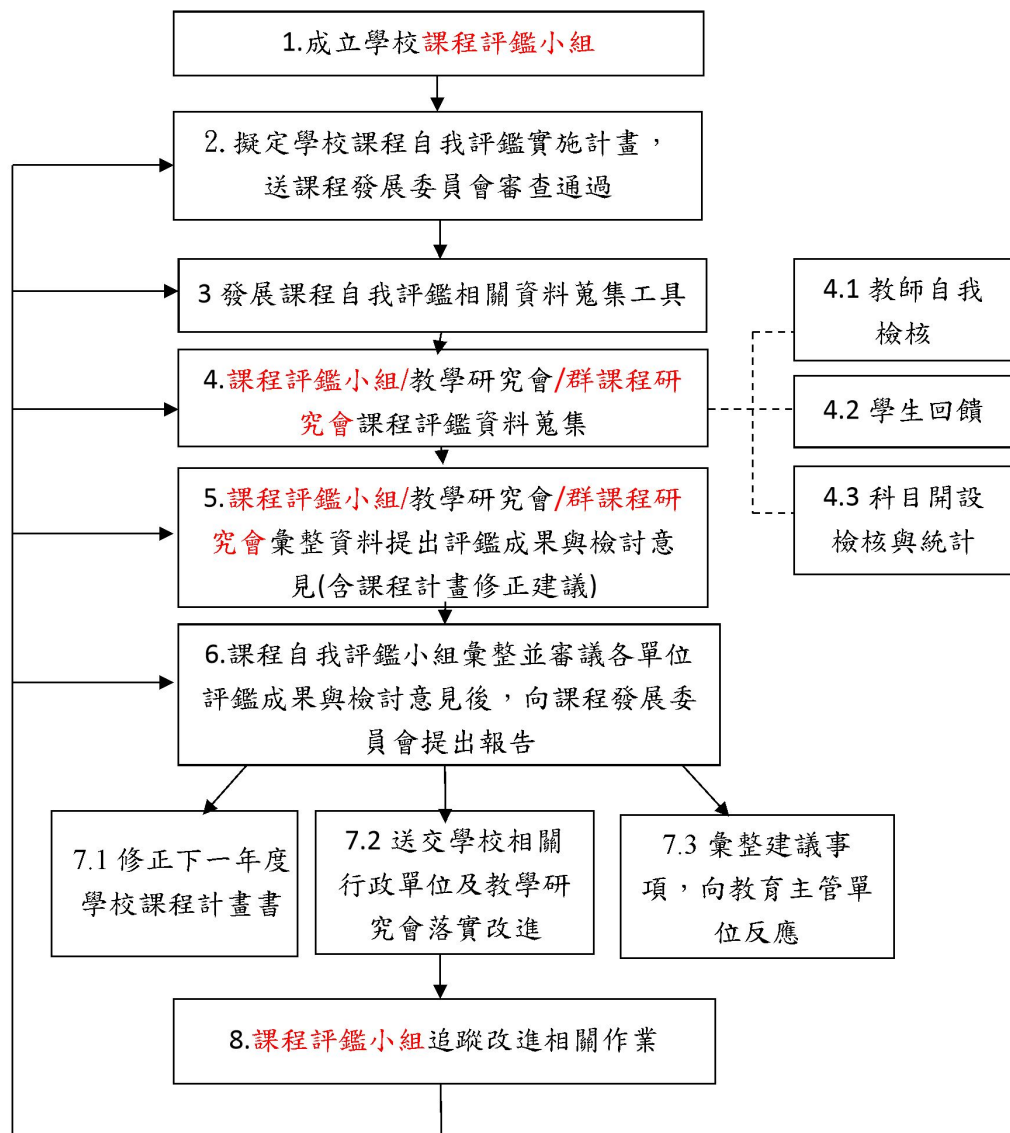 1.成立學校課程評鑑小組
2.擬定學校課程自我評鑑實施計畫，
送課程發展委員會審查通過
3 發展課程自我評鑑相關資料蒐集工具
4.課程評鑑小組/教學研究會/群課程研
究會課程評鑑資料蒐集
4.1 教師自我
檢核
4.2 學生回饋
4.3 科目開設
檢核與統計
5.課程評鑑小組/教學研究會/群課程研
究會彙整資料提出評鑑成果與檢討意
見(含課程計畫修正建議)
6.課程自我評鑑小組彙整並審議各單位
評鑑成果與檢討意見後，向課程發展委
員會提出報告
7.1 修正下一年度
學校課程計畫書
7.2 送交學校相關
行政單位及教學研
究會落實改進
7.3 彙整建議事
項，向教育主管單
位反應
8.課程評鑑小組追蹤改進相關作業